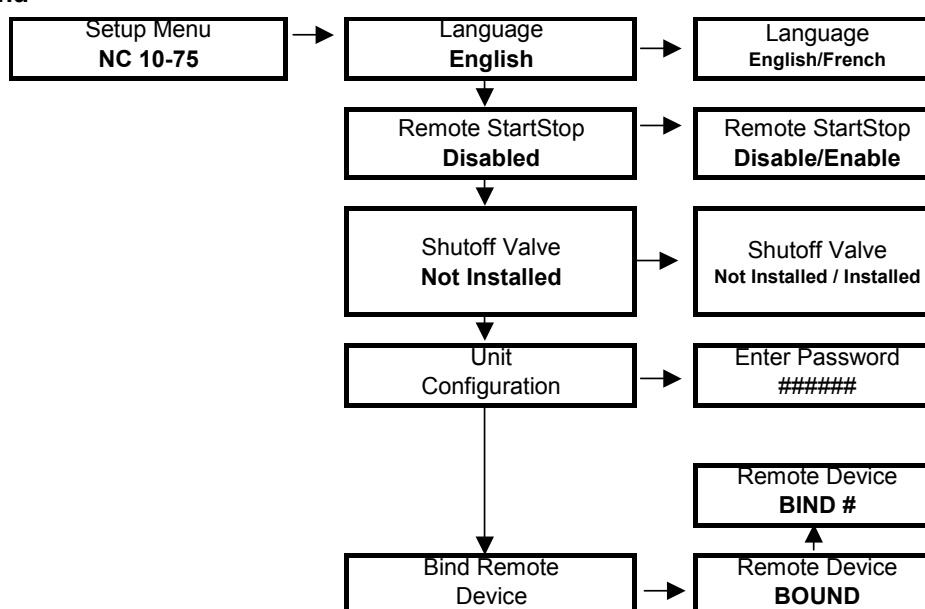 Setup Menu
NC 10-75
Language
English
Language
English/French
Remote StartStop
Disabled
Remote StartStop
Disable/Enable
Shutoff Valve
Not Installed
Shutoff Valve
Not Installed / Installed
Unit
Configuration
Enter Password
######
Remote Device
BIND #
Bind Remote
Device
Remote Device
BOUND